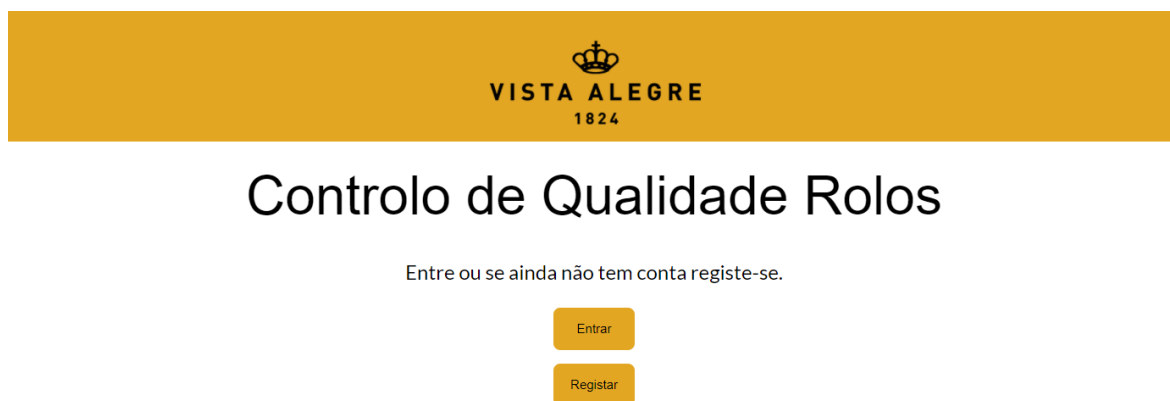 VISTA ALEGRE
1824
Controlo de Qualidade Rolos
Entre ou se ainda não tem conta registe-se.
Entrar
Registar